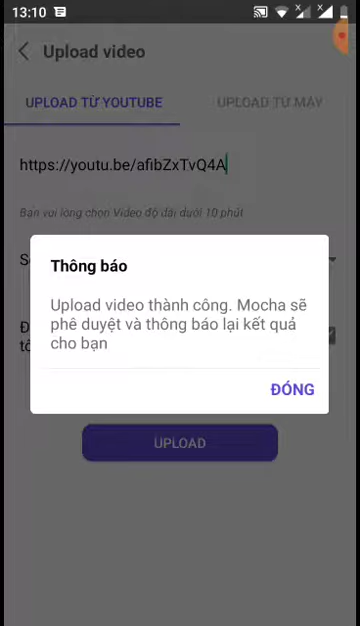 13:10
Upload video
UPLOAD TỪ YOUTUBE
UPLOAD TỪ MÁY
https://youtu.be/afibZxTvQ4A
Bạn vui lòng chọn Video độ dài dưới 10 phút
Thông báo
Upload video thành công. Mocha sẽ
phê duyệt và thông báo lại kết quả
cho bạn
ĐÓNG
UPLOAD